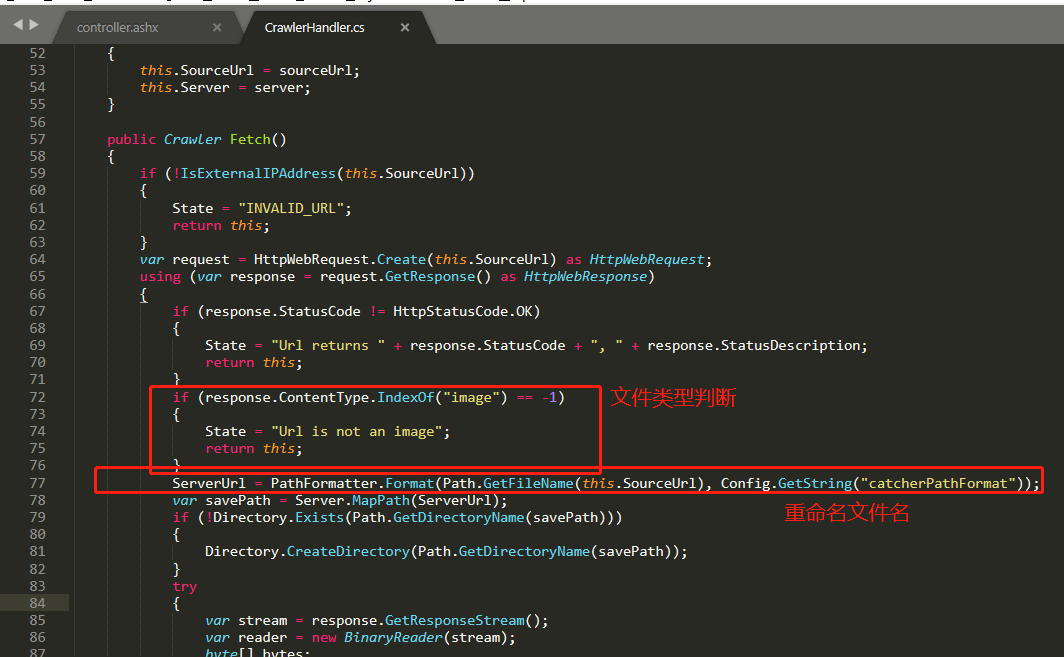 controller.ashx × CrawlerHandler.cs ×
52 {
53 this.SourceUrl = sourceUrl;
54 this.Server = server;
55 }
56
57 public Crawler Fetch()
58 {
59 if (!IsExternalIPAddress(this.SourceUrl))
60 {
61 State = "INVALID_URL";
62 return this;
63 }
64 var request = HttpWebRequest.Create(this.SourceUrl) as HttpWebRequest;
65 using (var response = request.GetResponse() as HttpWebResponse)
66 {
67 if (response.StatusCode != HttpStatusCode.OK)
68 {
69 State = "Url returns " + response.StatusCode + ", " + response.StatusDescription;
70 return this;
71 }
72 if (response.ContentType.IndexOf("image") == -1) 文件类型判断
73 {
74 State = "Url is not an image";
75 return this;
76 }
77 ServerUrl = PathFormatter.Format(Path.GetFileName(this.SourceUrl), Config.GetString("catcherPathFormat"));
78 var savePath = Server.MapPath(ServerUrl);
79 if (!Directory.Exists(Path.GetDirectoryName(savePath))) 重命名文件名
80 {
81 Directory.CreateDirectory(Path.GetDirectoryName(savePath));
82 }
83 try
84 {
85 var stream = response.GetResponseStream();
86 var reader = new BinaryReader(stream);
87 byte[] bytes;